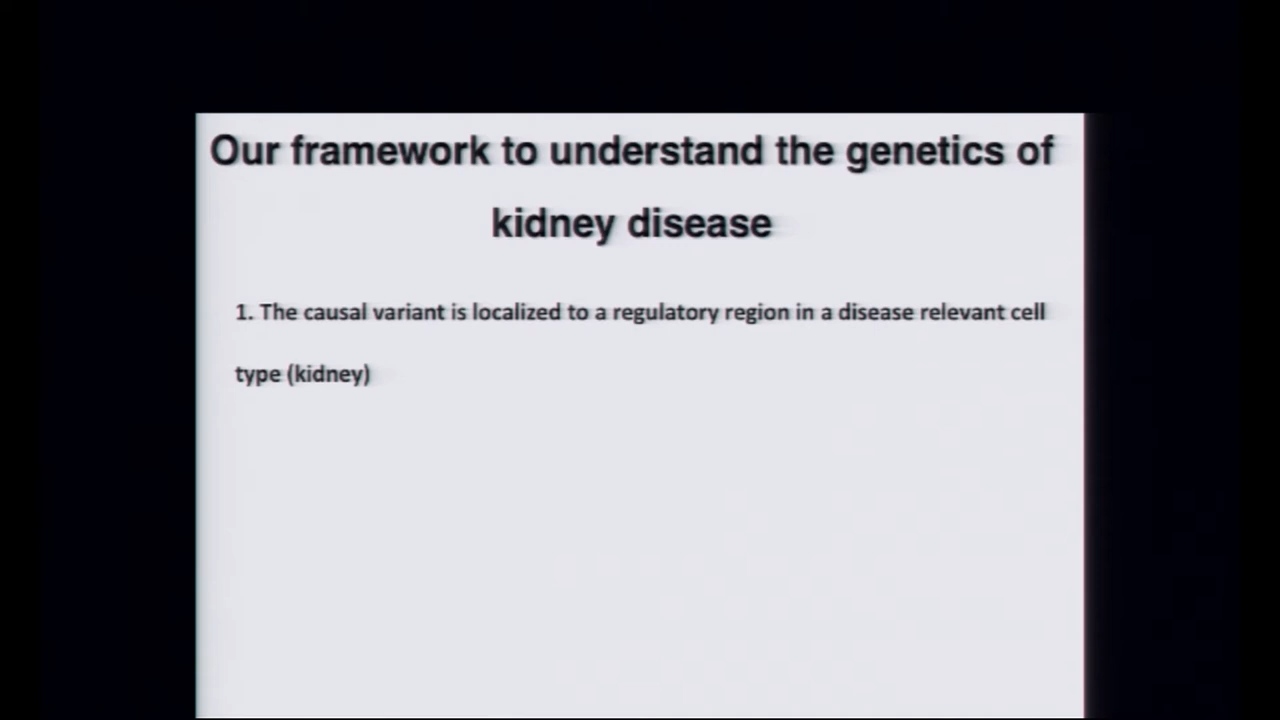 Our framework to understand the genetics of
kidney disease
1. The causal variant is localized to a regulatory region in a disease relevant cell
type (kidney)